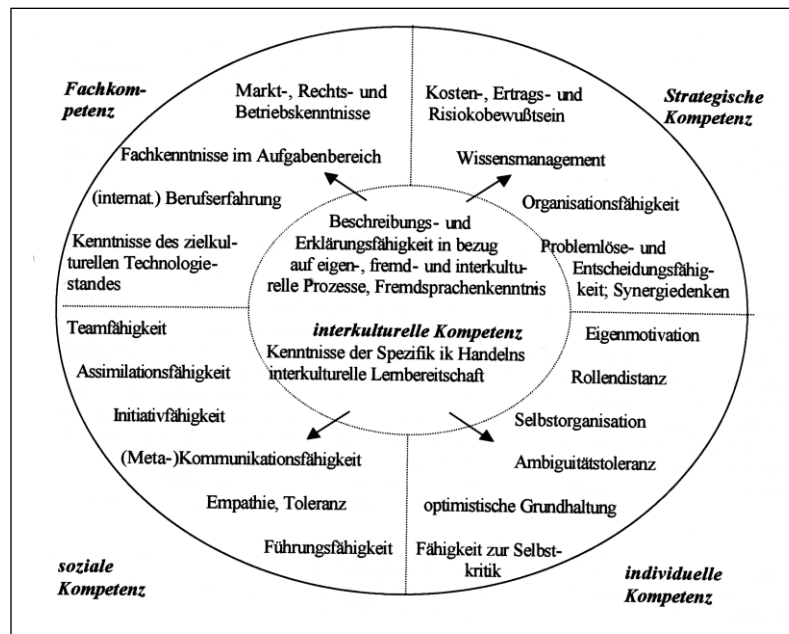 Fachkom-
petenz
Markt-, Rechts- und
Betriebskenntnisse
Fachkenntnisse im Aufgabenbereich
(internat.) Berufserfahrung
Kenntnisse des zielkul-
turellen Technologie-
standes
Kosten-, Ertrags- und
Risiokobewußtsein
Strategische
Kompetenz
Wissensmanagement
Organisationsfähigkeit
Problemlöse- und
Entscheidungsfähig-
keit; Synergiedenken
Beschreibungs- und
Erklärungsfähigkeit in bezug
auf eigen-, fremd- und interkultu-
relle Prozesse, Fremdsprachenkenntnis
interkulturelle Kompetenz
Kenntnisse der Spezifik ik Handelns
interkulturelle Lernbereitschaft
Teamfähigkeit
Assimilationsfähigkeit
Initiativfähigkeit
(Meta-)Kommunikationsfähigkeit
Empathie, Toleranz
Führungsfähigkeit
soziale
Kompetenz
Eigenmotivation
Rollendistanz
Selbstorganisation
Ambiguitätstoleranz
optimistische Grundhaltung
Fähigkeit zur Selbst-
kritik
individuelle
Kompetenz